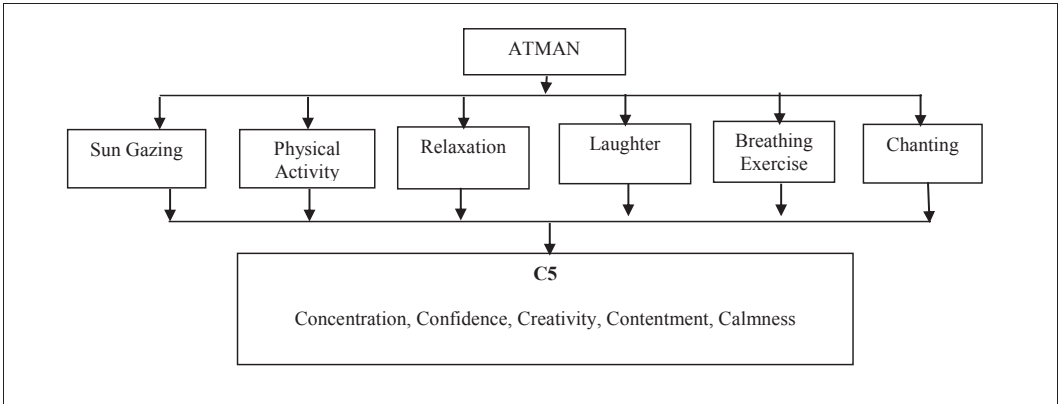 ATMAN
Sun Gazing
Physical
Activity
Relaxation
Laughter
Breathing
Exercise
Chanting
C5
Concentration, Confidence, Creativity, Contentment, Calmness